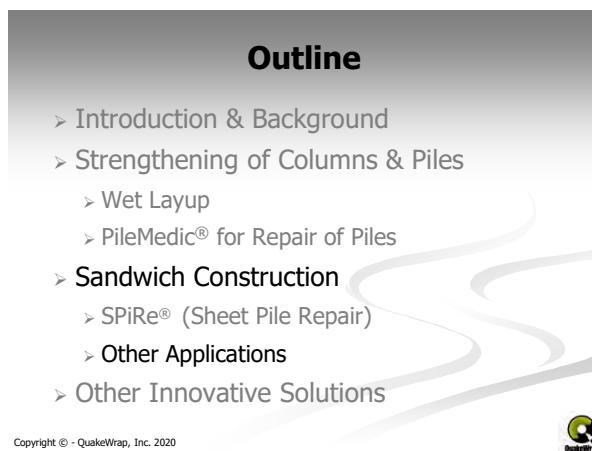 Outline
Introduction & Background
Strengthening of Columns & Piles
Wet Layup
PileMedic® for Repair of Piles
Sandwich Construction
SPiRe® (Sheet Pile Repair)
Other Applications
Other Innovative Solutions
Copyright © - QuakeWrap, Inc. 2020